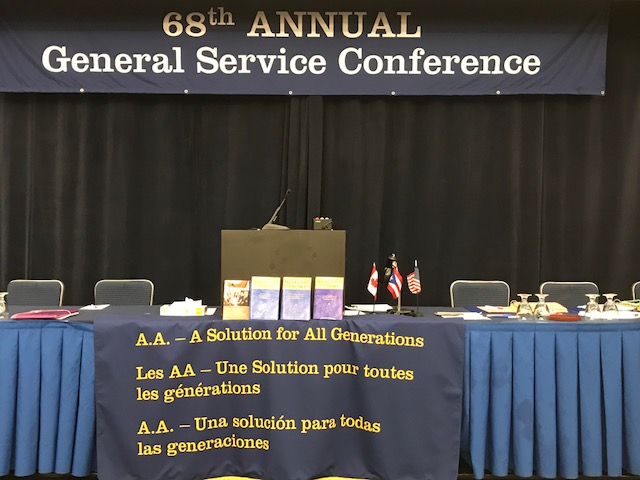 68th ANNUAL
General Service Conference
A.A. – A Solution for All Generations
Les AA – Une Solution pour toutes
les générations
A.A. – Una solución para todas
las generaciones